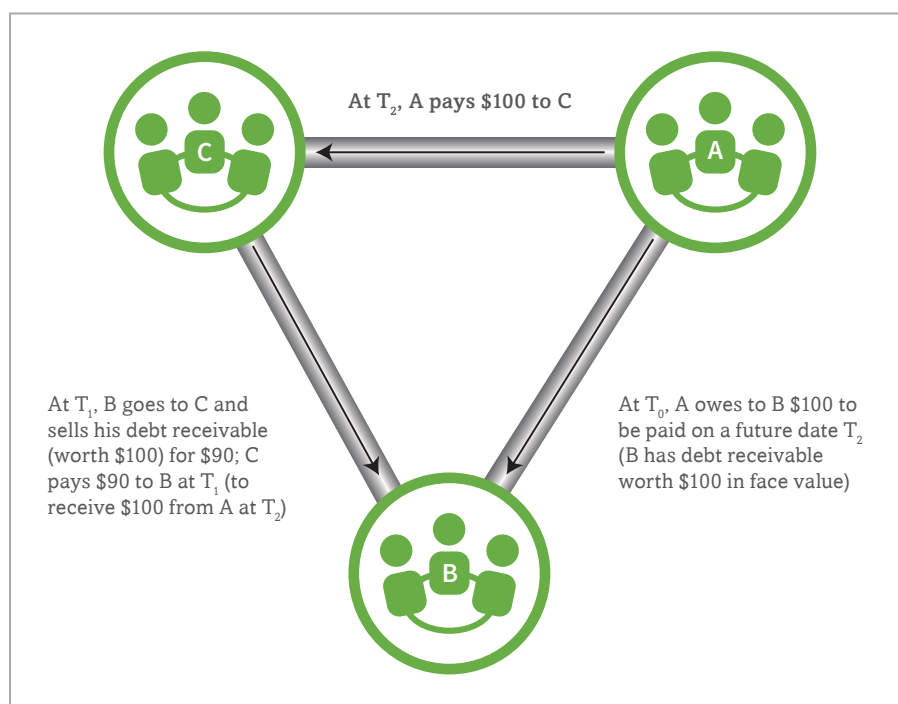 At T₂, A pays $100 to C
C
A
At T₁, B goes to C and
sells his debt receivable
(worth $100) for $90; C
pays $90 to B at T₁ (to
receive $100 from A at T₂)
At T₀, A owes to B $100 to
be paid on a future date T₂
(B has debt receivable
worth $100 in face value)
B